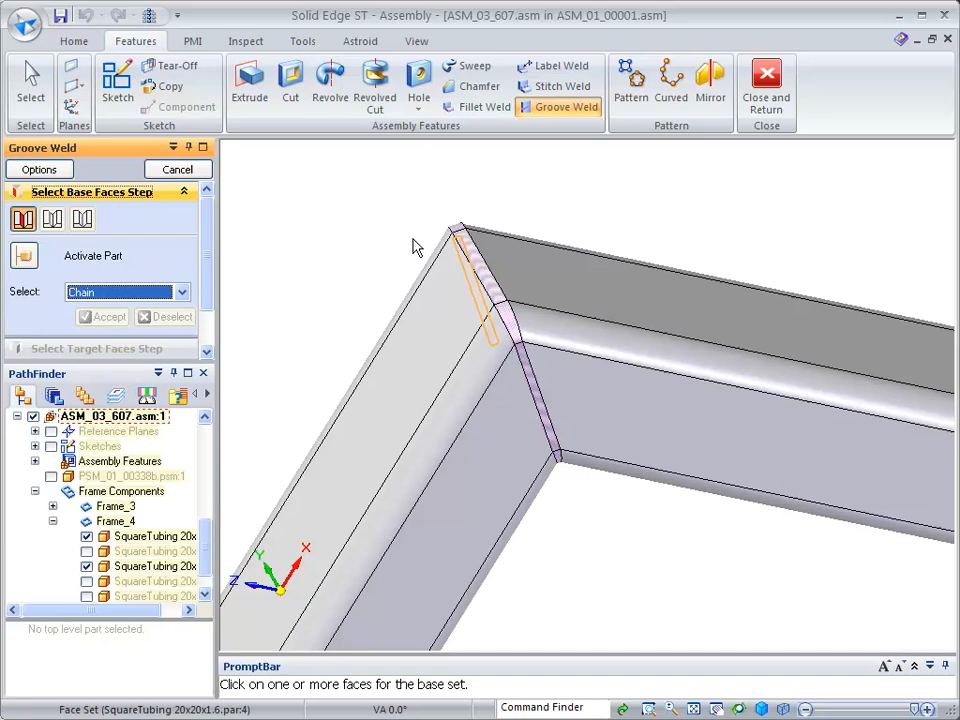 Solid Edge ST - Assembly - [ASM_03_607.asm in ASM_01_00001.asm]
Home Features PMI Inspect Tools Astroid View
Select
Select
Planes
Sketch
Tear-Off
Copy
Component
Sketch
Extrude
Cut
Revolve
Revolved Cut
Hole
Sweep
Chamfer
Fillet Weld
Label Weld
Stitch Weld
Groove Weld
Assembly Features
Pattern
Curved
Mirror
Pattern
Close and Return
Close
Groove Weld
Options Cancel
Select Base Faces Step
Activate Part
Select: Chain
Accept Deselect
Select Target Faces Step
PathFinder
ASM_03_607.asm:1
Reference Planes
Sketches
Assembly Features
PSM_01_00338b.psm:1
Frame Components
Frame_3
Frame_4
SquareTubing 20x
SquareTubing 20x
SquareTubing 20x
SquareTubing 20x
SquareTubing 20x
No top level part selected.
X
Y
Z
PromptBar
Click on one or more faces for the base set.
Face Set (SquareTubing 20x20x1.6.par:4) VA 0.0° Command Finder